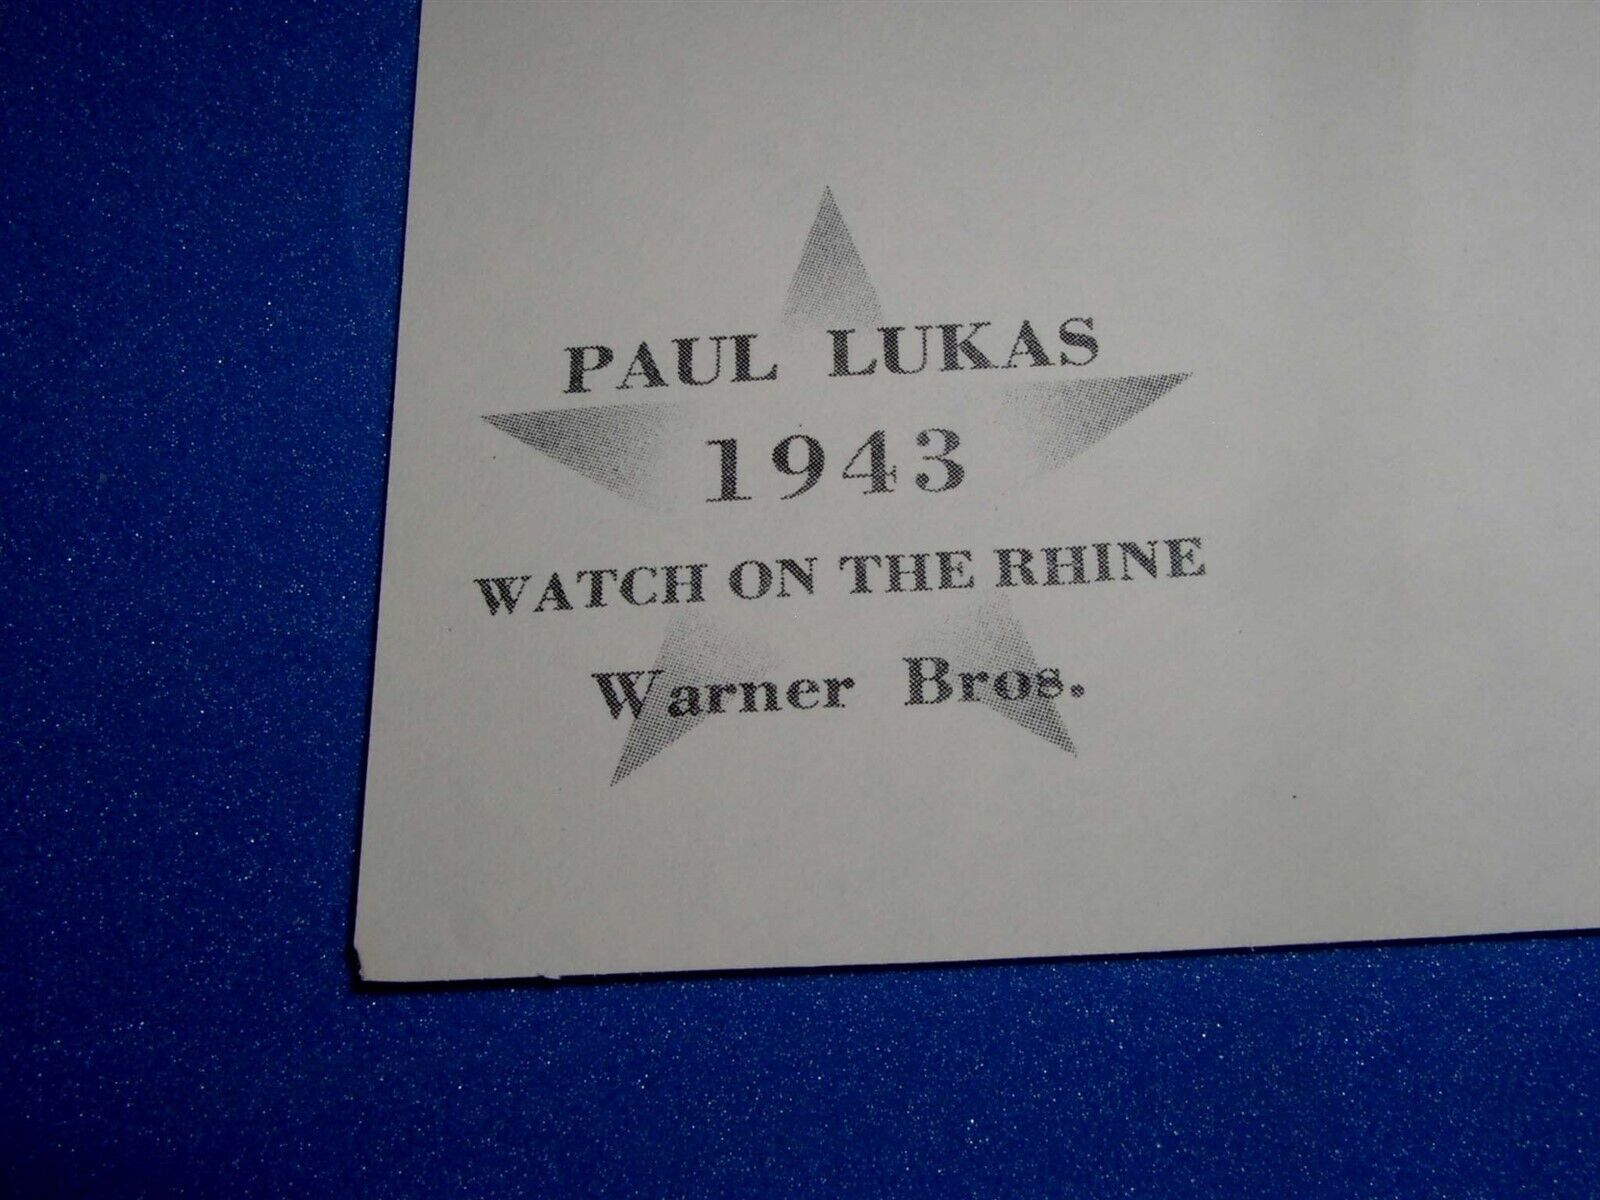 PAUL LUKAS
1943
WATCH ON THE RHINE
Warner Bros.